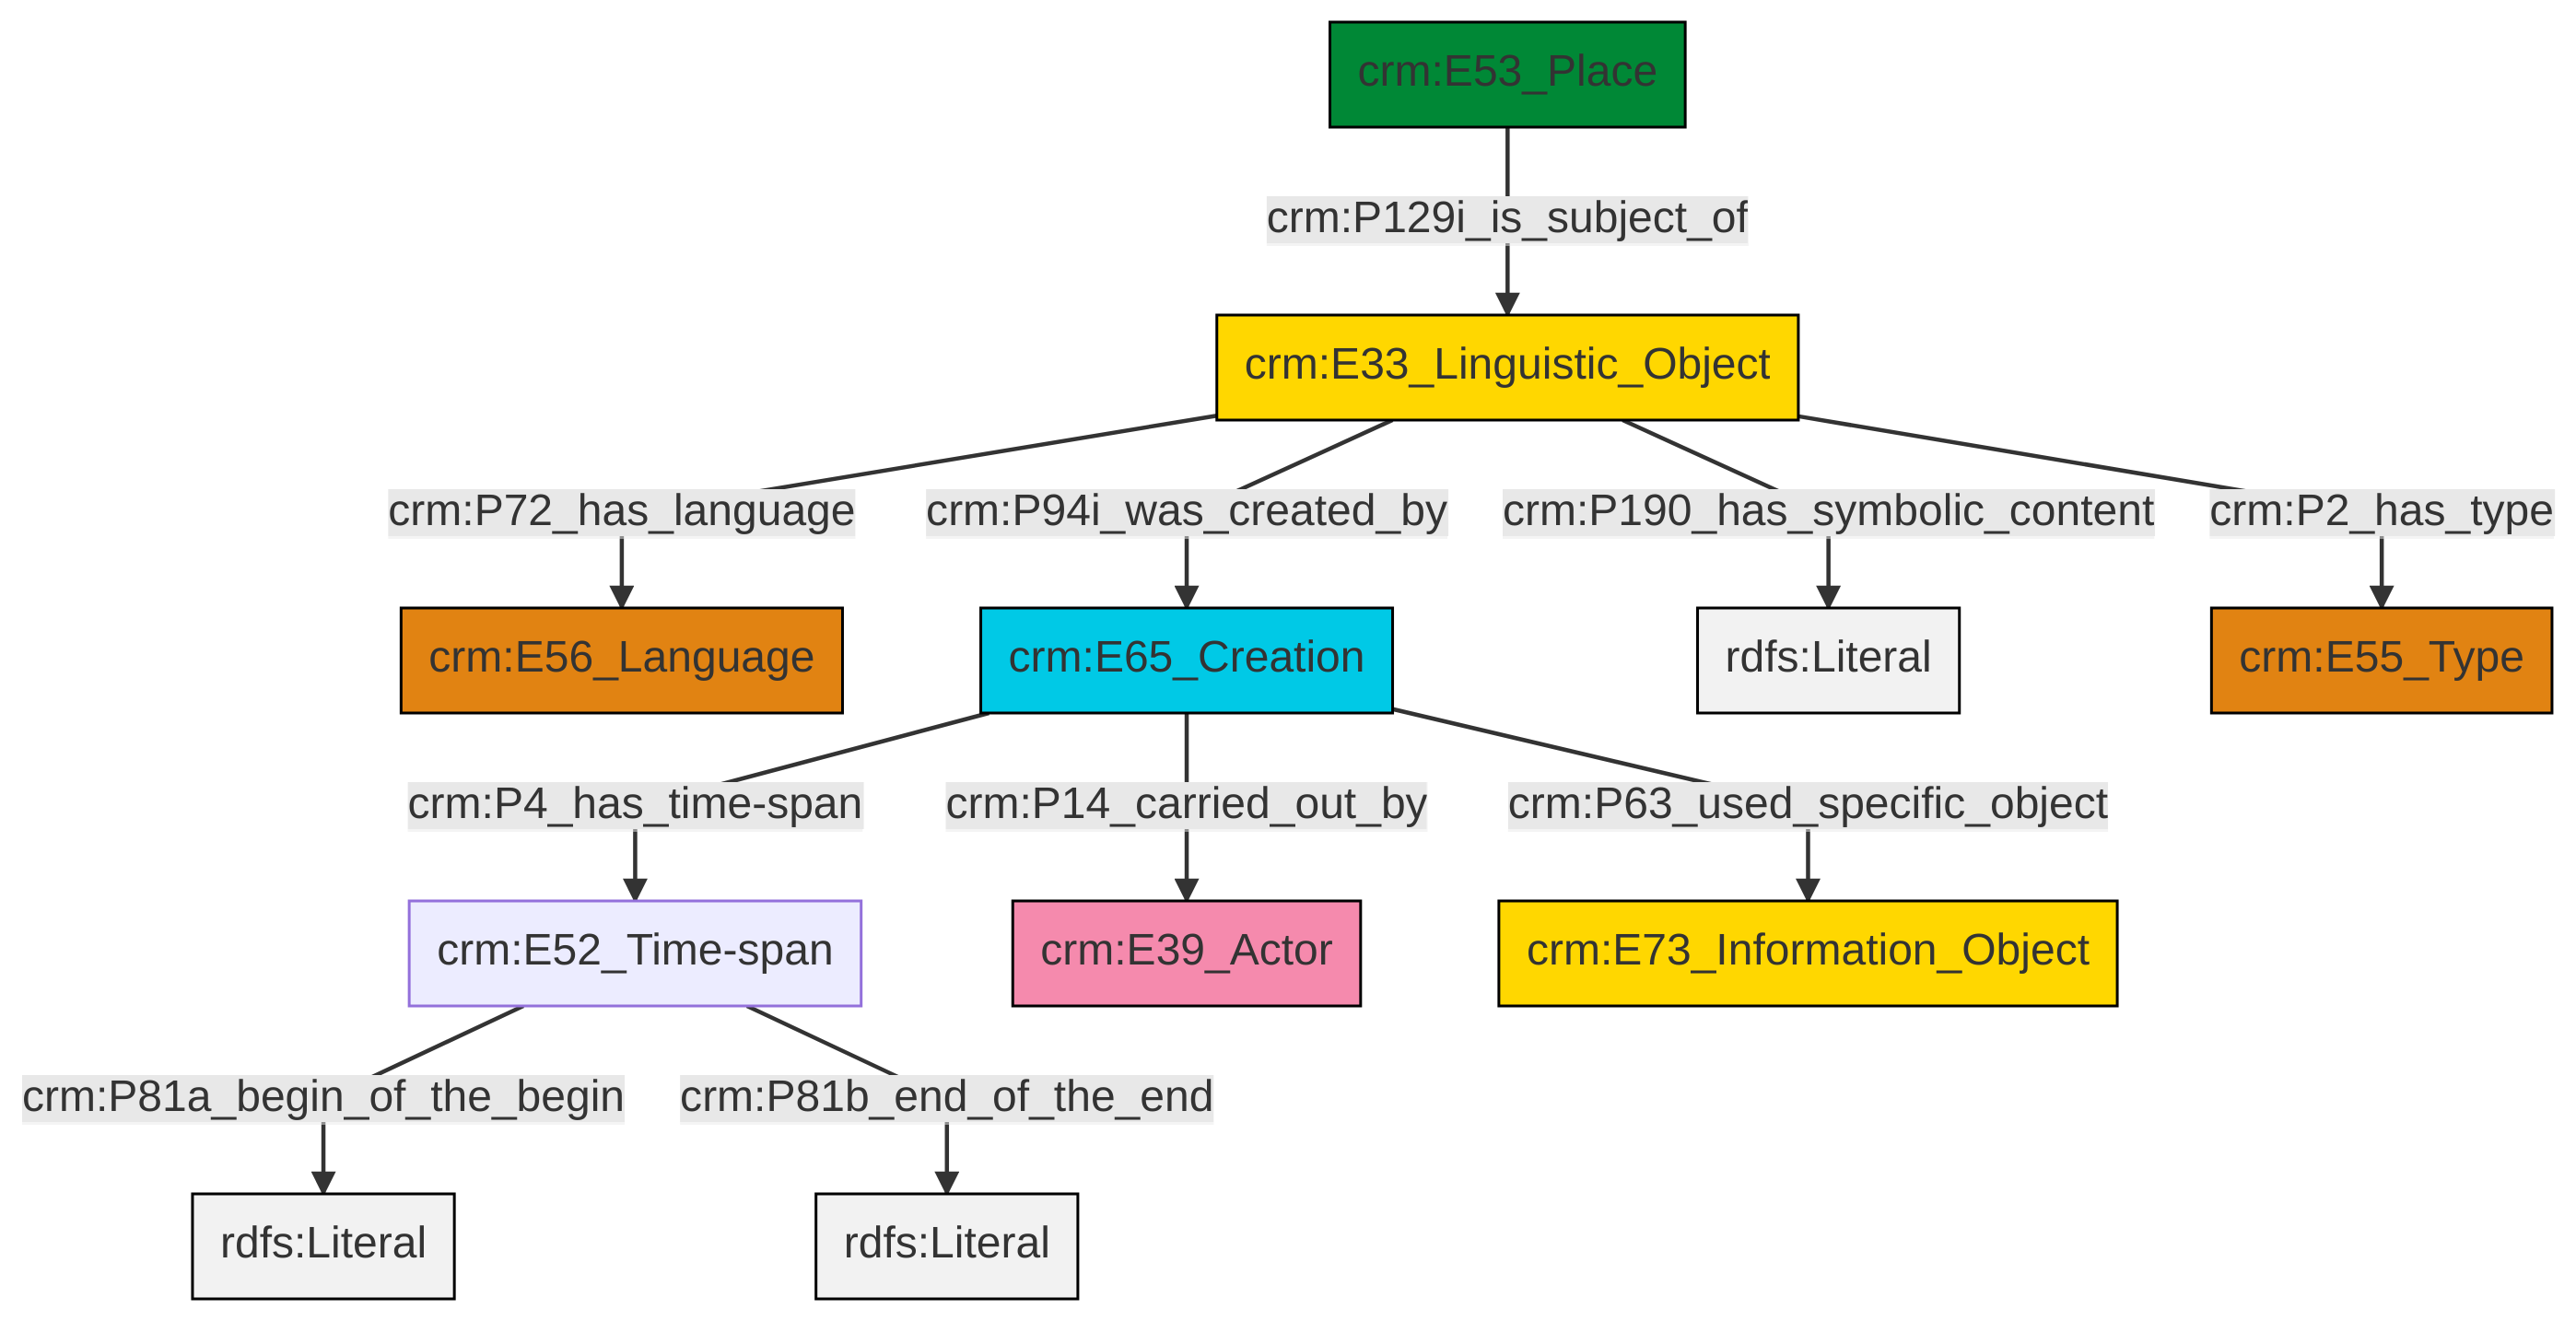 crm:E53_Place
crm:P129i_is_subject_of
crm:E33_Linguistic_Object
crm:P72_has_language
crm:P94i_was_created_by
crm:P190_has_symbolic_content
crm:P2_has_type
crm:E56_Language
crm:E65_Creation
rdfs:Literal
crm:E55_Type
crm:P4_has_time-span
crm:P14_carried_out_by
crm:P63_used_specific_object
crm:E52_Time-span
crm:E39_Actor
crm:E73_Information_Object
crm:P81a_begin_of_the_begin
crm:P81b_end_of_the_end
rdfs:Literal
rdfs:Literal